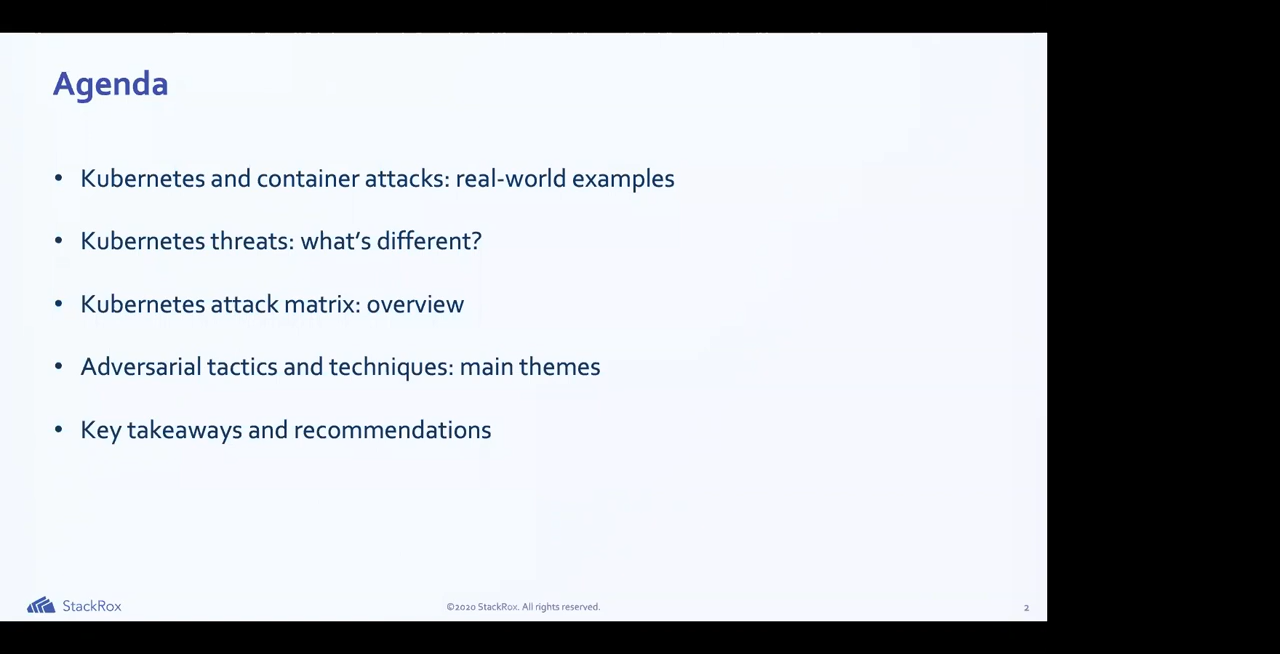 Agenda
• Kubernetes and container attacks: real-world examples
• Kubernetes threats: what’s different?
• Kubernetes attack matrix: overview
• Adversarial tactics and techniques: main themes
• Key takeaways and recommendations
StackRox
©2020 StackRox. All rights reserved.
2